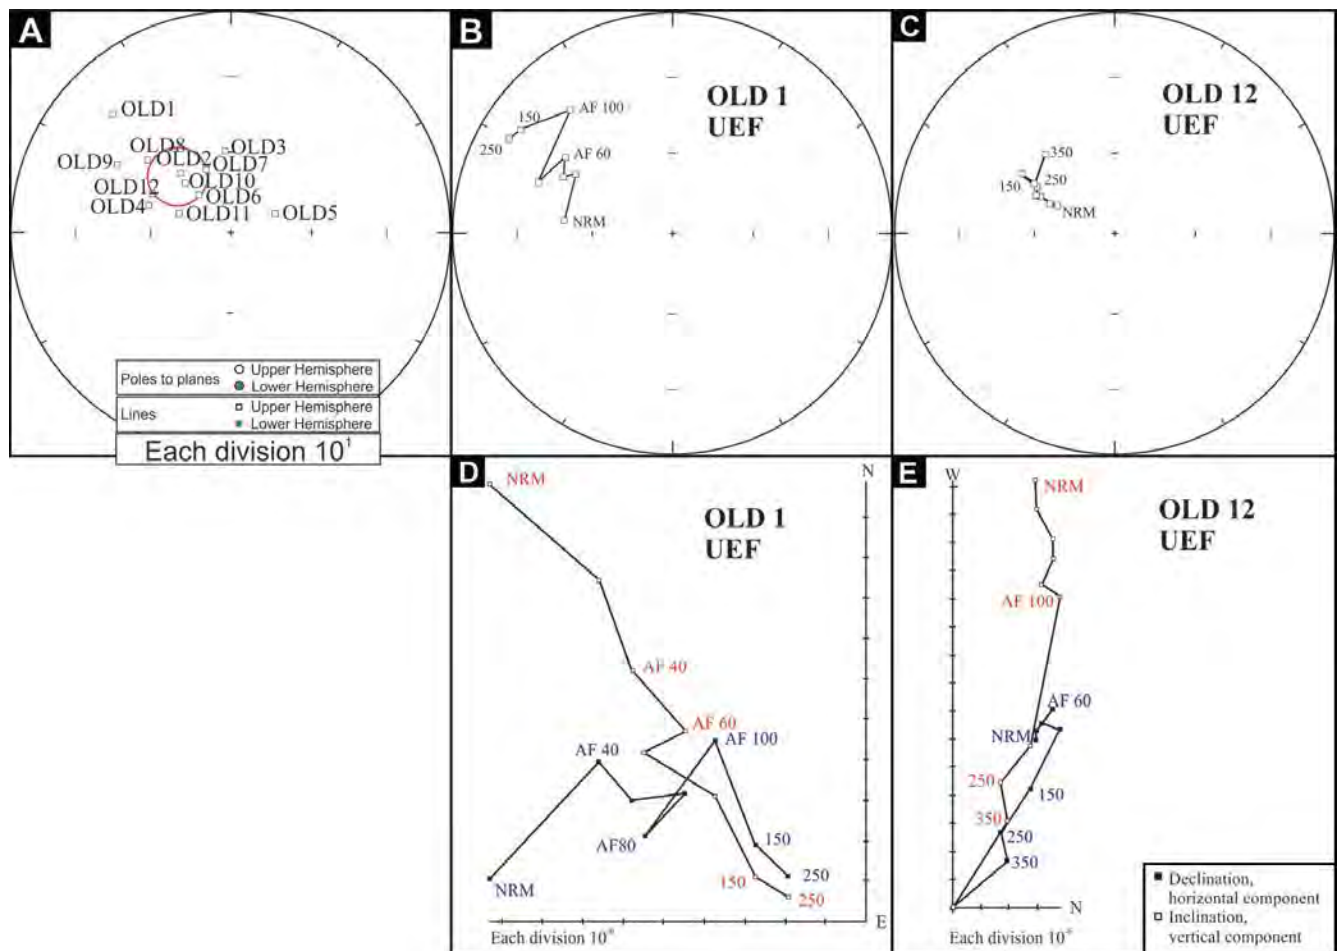 A
OLD1
OLD8
OLD3
OLD9
OLD2
OLD7
OLD10
OLD12
OLD6
OLD4
OLD11
OLD5
Poles to planes
Upper Hemisphere
Lower Hemisphere
Lines
Upper Hemisphere
Lower Hemisphere
Each division 10¹
B
OLD 1
UEF
AF 100
150
250
AF 60
NRM
C
OLD 12
UEF
350
150
250
NRM
D
N
NRM
OLD 1
UEF
AF 40
AF 60
AF 100
AF 40
AF80
150
NRM
250
150
250
E
Each division 10°
E
W
NRM
OLD 12
UEF
AF 100
AF 60
NRM
250
150
350
250
350
N
Each division 10°
Declination,
horizontal component
Inclination,
vertical component